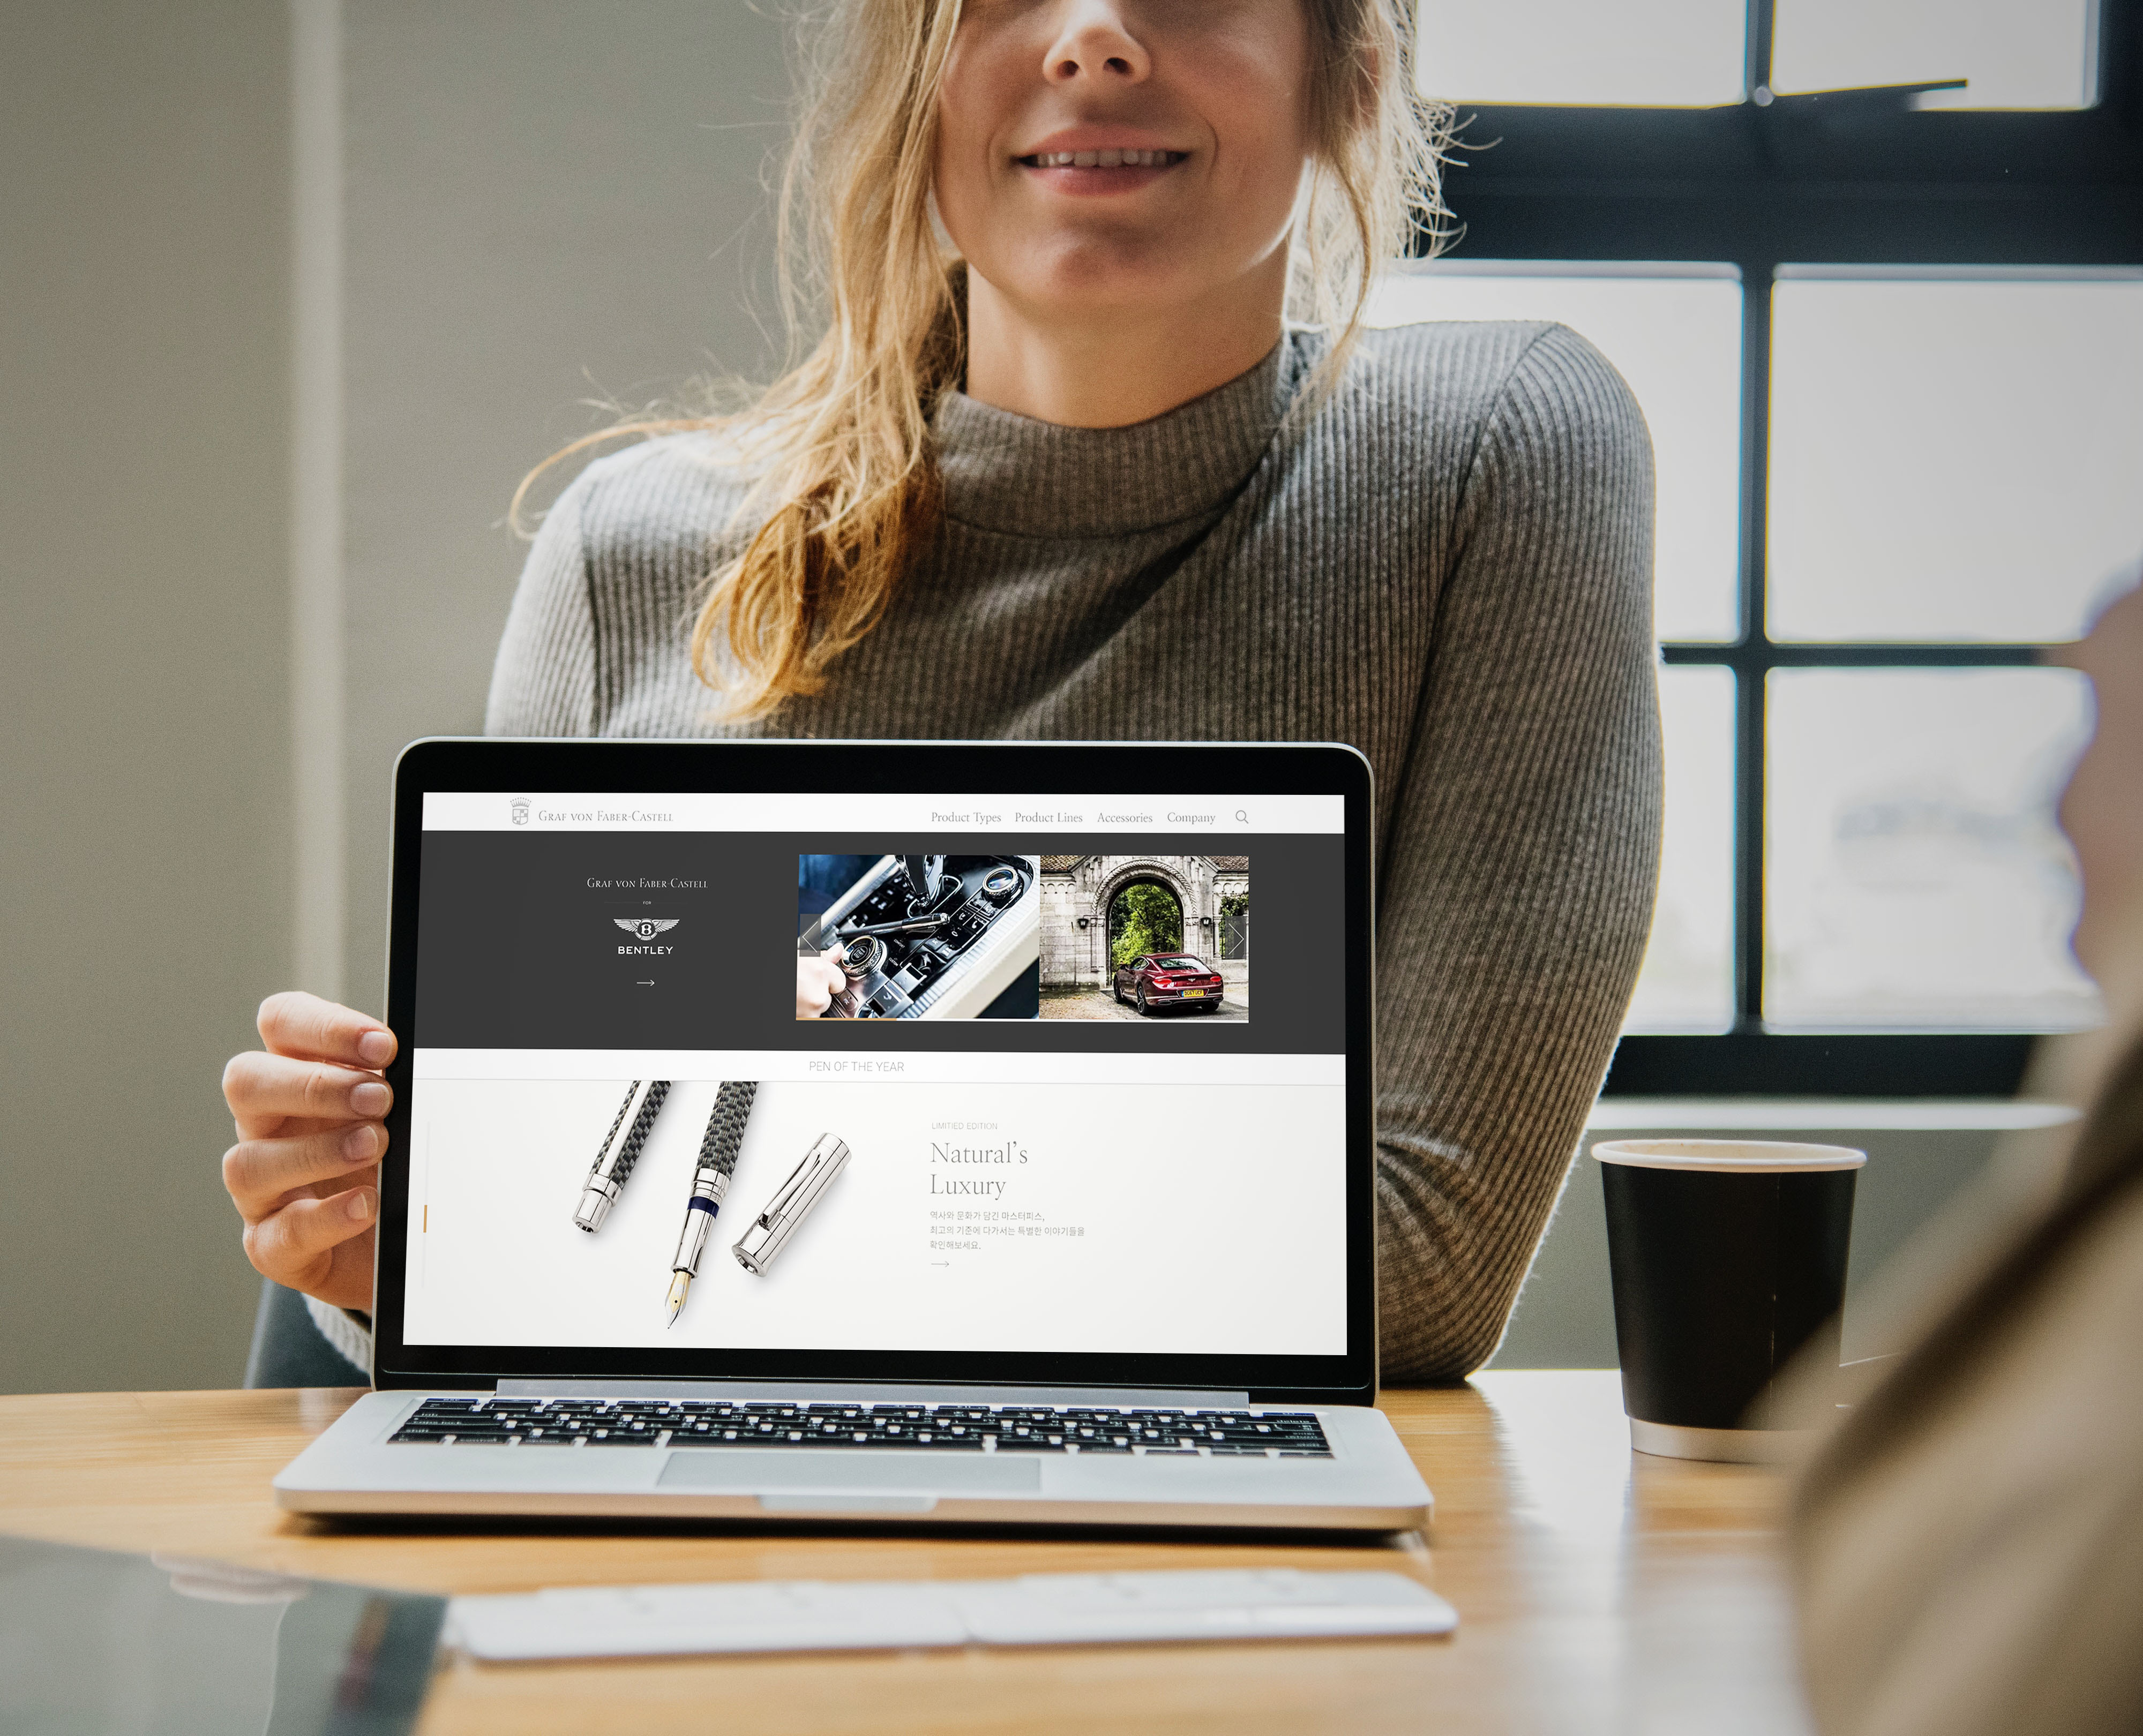 GRAF VON FABER-CASTELL
Product Types Product Lines Accessories Company
GRAF VON FABER-CASTELL
FOR
B
BENTLEY
PEN OF THE YEAR
LIMITIED EDITION
Natural's
Luxury
역사와 문화가 담긴 마스터피스,
최고의 기준에 다가서는 특별한 이야기들을
확인해보세요.